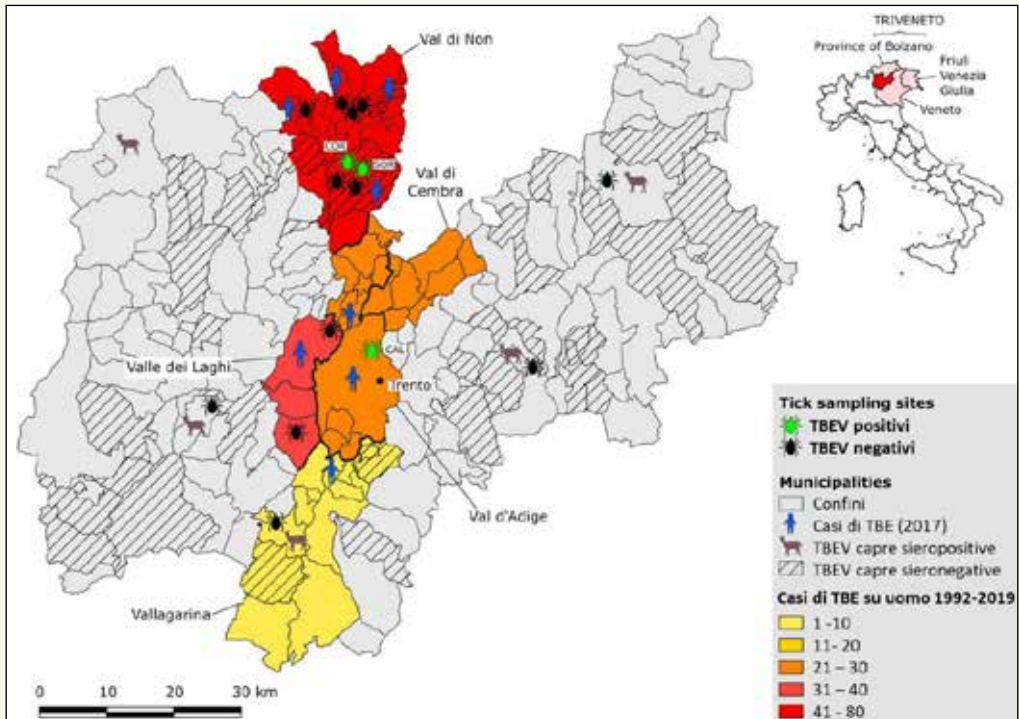 TRIVENETO
Province of Bolzano
Friuli
Venezia
Giulia
Veneto
Val di Non
COR
GOR
Val di
Cembra
Valle dei Laghi
CAL
Trento
Val d'Adige
Vallagarina
0 10 20 30 km
Tick sampling sites
TBEV positivi
TBEV negativi
Municipalities
Confini
Casi di TBE (2017)
TBEV capre sieropositive
TBEV capre sieronegative
Casi di TBE su uomo 1992-2019
1 -10
11- 20
21 – 30
31 – 40
41 - 80